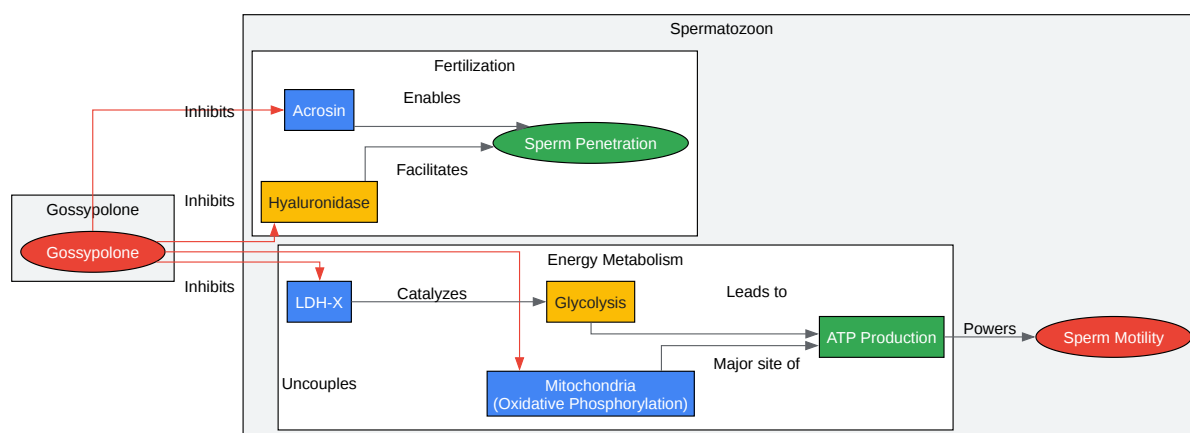 Spermatozoon
Fertilization
Inhibits
Acrosin
Enables
Sperm Penetration
Facilitates
Inhibits
Hyaluronidase
Gossypolone
Gossypolone
Inhibits
Energy Metabolism
LDH-X
Catalyzes
Glycolysis
Leads to
ATP Production
Powers
Sperm Motility
Major site of
Uncouples
Mitochondria
(Oxidative Phosphorylation)